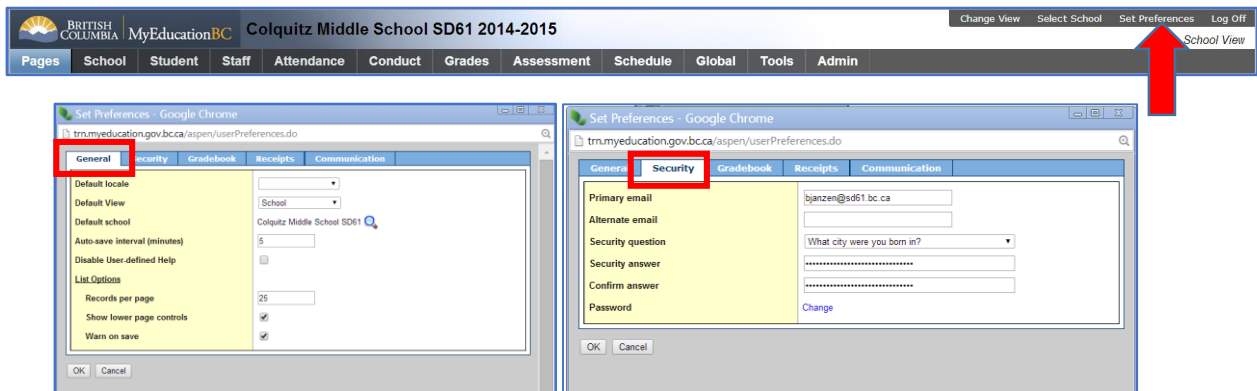 BRITISH COLUMBIA MyEducationBC Colquitz Middle School SD61 2014-2015
Change View Select School Set Preferences Log Off
School View
Pages School Student Staff Attendance Conduct Grades Assessment Schedule Global Tools Admin
Set Preferences - Google Chrome
trn.myeducation.gov.bc.ca/aspen/userPreferences.do
General Security Gradebook Receipts Communication
Default locale
Default View School
Default school Colquitz Middle School SD61
Auto-save interval (minutes) 5
Disable User-defined Help
List Options
Records per page 25
Show lower page controls
Warn on save
OK Cancel
Set Preferences - Google Chrome
trn.myeducation.gov.bc.ca/aspen/userPreferences.do
General Security Gradebook Receipts Communication
Primary email bjanzen@sd61.bc.ca
Alternate email
Security question What city were you born in?
Security answer
Confirm answer
Password Change
OK Cancel